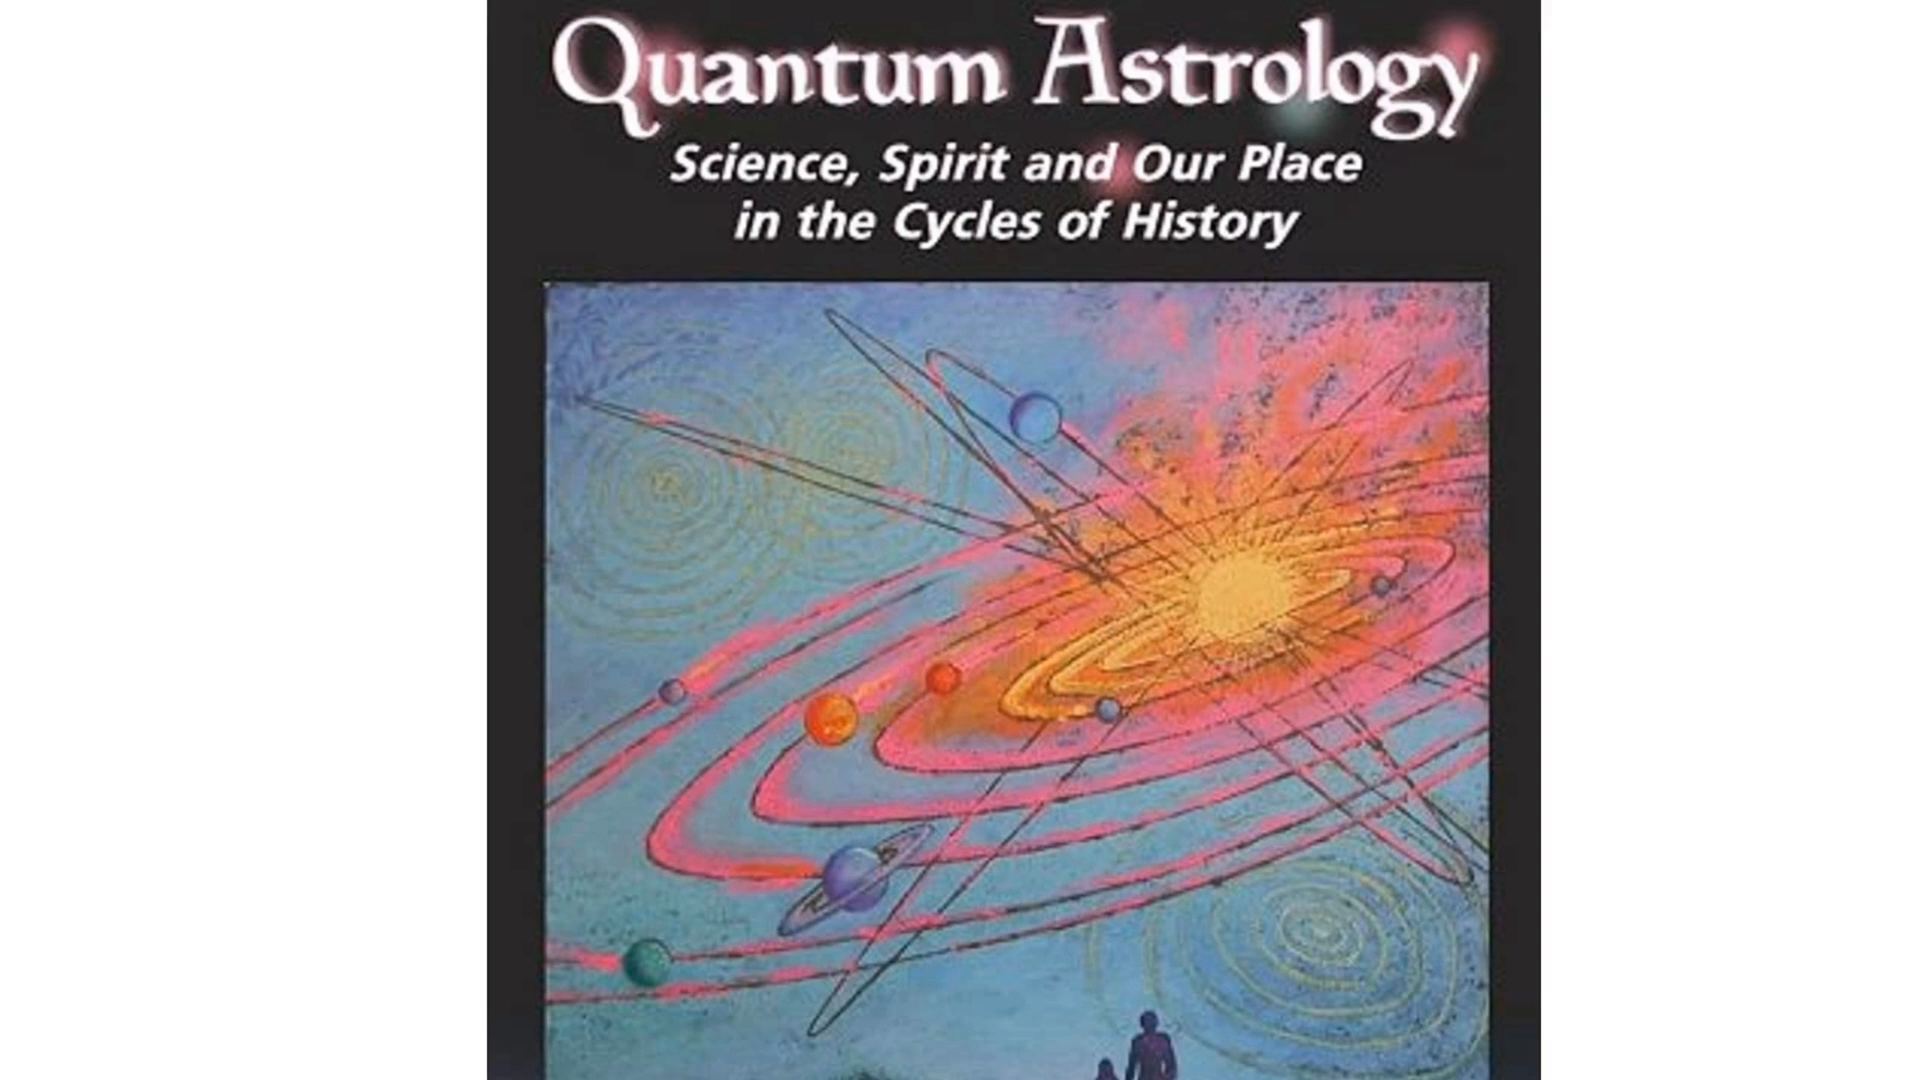 Quantum Astrology
Science, Spirit and Our Place
in the Cycles of History